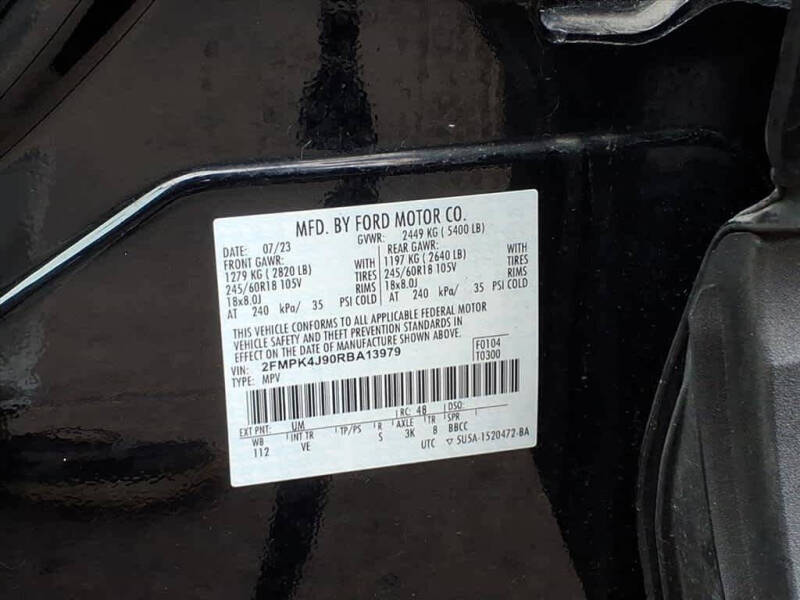 MFD. BY FORD MOTOR CO.
DATE: 07/23 GVWR: 2449 KG ( 5400 LB)
FRONT GAWR: WITH REAR GAWR: WITH
1279 KG ( 2820 LB) TIRES 1197 KG ( 2640 LB) TIRES
245/60R18 105V RIMS 245/60R18 105V RIMS
18x8.0J 18x8.0J
AT 240 kPa/ 35 PSI COLD AT 240 kPa/ 35 PSI COLD
THIS VEHICLE CONFORMS TO ALL APPLICABLE FEDERAL MOTOR
VEHICLE SAFETY AND THEFT PREVENTION STANDARDS IN
EFFECT ON THE DATE OF MANUFACTURE SHOWN ABOVE.
VIN: 2FMPK4J90RBA13979 F0104
TYPE: MPV T0300
EXT PNT: UM RC: 48 DSO:
WB INT TR TP/PS R AXLE TR SPR
112 VE S 3K 8 BBCC
UTC ▽ 5U5A-1520472-BA